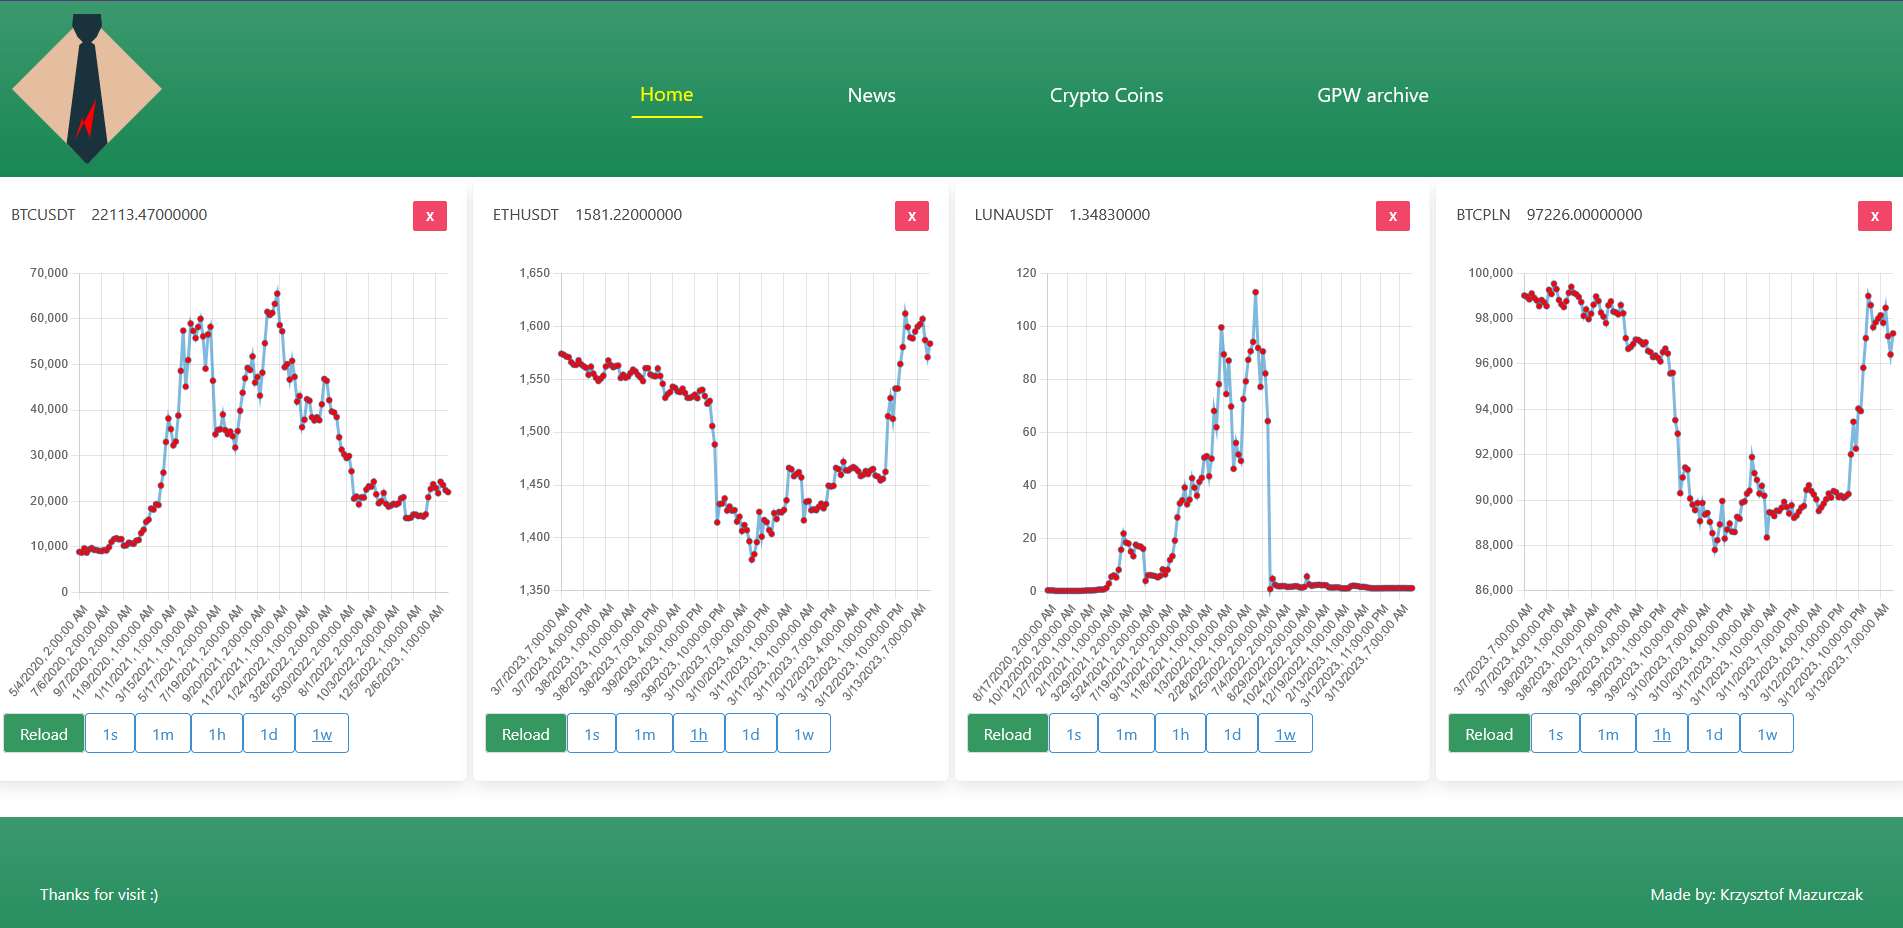 Home
News
Crypto Coins
GPW archive
BTCUSDT 22113.47000000
x
70,000
60,000
50,000
40,000
30,000
20,000
10,000
0
5/4/2020, 2:00:00 AM
7/6/2020, 2:00:00 AM
9/7/2020, 2:00:00 AM
11/9/2020, 1:00:00 AM
1/11/2021, 1:00:00 AM
3/15/2021, 1:00:00 AM
5/17/2021, 2:00:00 AM
7/19/2021, 2:00:00 AM
9/20/2021, 2:00:00 AM
11/22/2021, 1:00:00 AM
1/24/2022, 1:00:00 AM
3/28/2022, 2:00:00 AM
5/30/2022, 2:00:00 AM
8/1/2022, 2:00:00 AM
10/3/2022, 2:00:00 AM
12/5/2022, 1:00:00 AM
2/6/2023, 1:00:00 AM
Reload 1s 1m 1h 1d 1w
ETHUSDT 1581.22000000
x
1,650
1,600
1,550
1,500
1,450
1,400
1,350
3/7/2023, 7:00:00 AM
3/7/2023, 4:00:00 PM
3/8/2023, 1:00:00 AM
3/8/2023, 10:00:00 AM
3/8/2023, 7:00:00 PM
3/9/2023, 4:00:00 AM
3/9/2023, 1:00:00 PM
3/9/2023, 10:00:00 PM
3/10/2023, 7:00:00 AM
3/10/2023, 4:00:00 PM
3/11/2023, 1:00:00 AM
3/11/2023, 10:00:00 AM
3/11/2023, 7:00:00 PM
3/12/2023, 4:00:00 AM
3/12/2023, 1:00:00 PM
3/12/2023, 10:00:00 PM
3/13/2023, 7:00:00 AM
Reload 1s 1m 1h 1d 1w
LUNAUSDT 1.34830000
x
120
100
80
60
40
20
0
8/17/2020, 2:00:00 AM
10/12/2020, 2:00:00 AM
12/7/2020, 1:00:00 AM
2/1/2021, 1:00:00 AM
3/29/2021, 2:00:00 AM
5/24/2021, 2:00:00 AM
7/19/2021, 2:00:00 AM
9/13/2021, 2:00:00 AM
11/8/2021, 1:00:00 AM
1/3/2022, 1:00:00 AM
2/28/2022, 1:00:00 AM
4/25/2022, 2:00:00 AM
7/4/2022, 2:00:00 AM
8/29/2022, 2:00:00 AM
10/24/2022, 2:00:00 AM
12/19/2022, 1:00:00 AM
2/13/2023, 1:00:00 AM
3/12/2023, 11:00:00 PM
3/13/2023, 7:00:00 AM
Reload 1s 1m 1h 1d 1w
BTCPLN 97226.00000000
x
100,000
98,000
96,000
94,000
92,000
90,000
88,000
86,000
3/7/2023, 7:00:00 AM
3/7/2023, 4:00:00 PM
3/8/2023, 1:00:00 AM
3/8/2023, 10:00:00 AM
3/8/2023, 7:00:00 PM
3/9/2023, 4:00:00 AM
3/9/2023, 1:00:00 PM
3/9/2023, 10:00:00 PM
3/10/2023, 7:00:00 AM
3/10/2023, 4:00:00 PM
3/11/2023, 1:00:00 AM
3/11/2023, 10:00:00 AM
3/11/2023, 7:00:00 PM
3/12/2023, 4:00:00 AM
3/12/2023, 1:00:00 PM
3/12/2023, 10:00:00 PM
3/13/2023, 7:00:00 AM
Reload 1s 1m 1h 1d 1w
Thanks for visit :)
Made by: Krzysztof Mazurczak